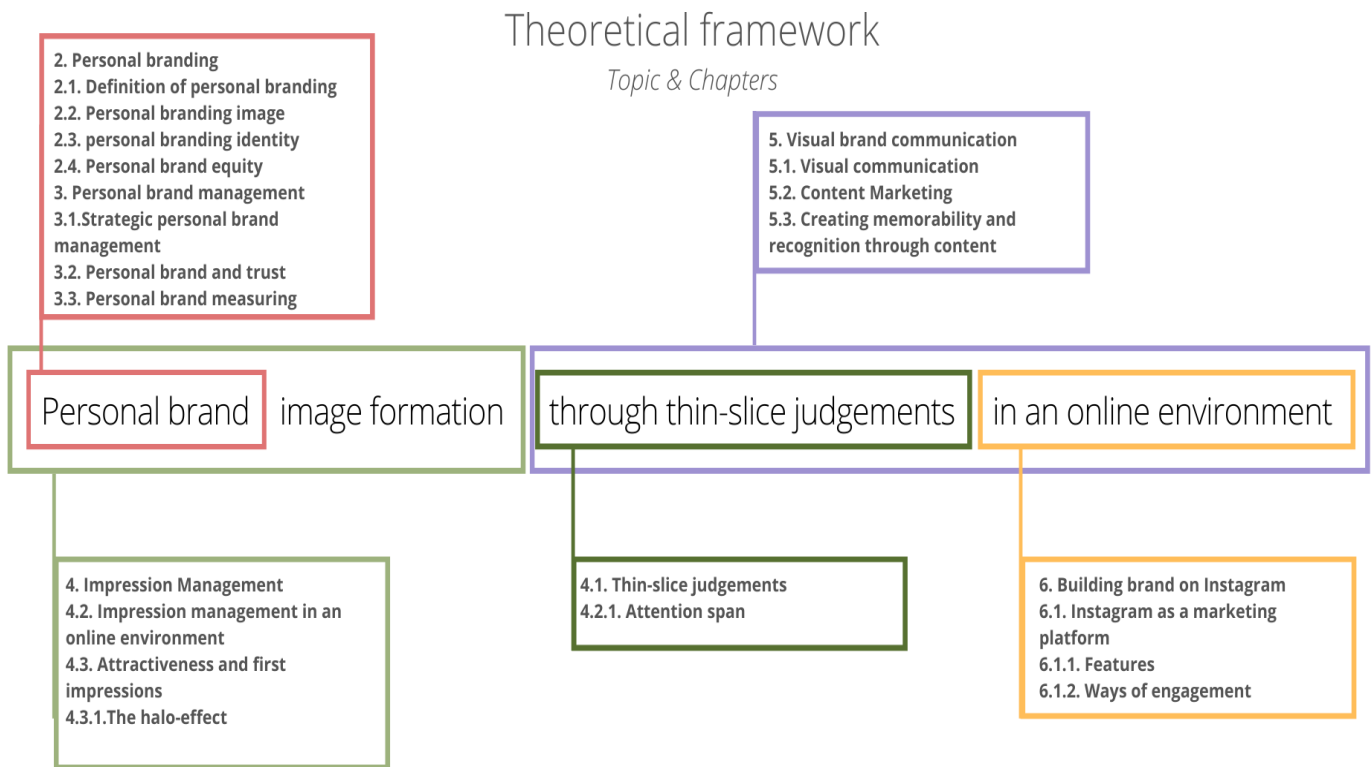 Theoretical framework
Topic & Chapters
2. Personal branding
2.1. Definition of personal branding
2.2. Personal branding image
2.3. personal branding identity
2.4. Personal brand equity
3. Personal brand management
3.1.Strategic personal brand
management
3.2. Personal brand and trust
3.3. Personal brand measuring
5. Visual brand communication
5.1. Visual communication
5.2. Content Marketing
5.3. Creating memorability and
recognition through content
Personal brand image formation through thin-slice judgements in an online environment
4. Impression Management
4.2. Impression management in an
online environment
4.3. Attractiveness and first
impressions
4.3.1.The halo-effect
4.1. Thin-slice judgements
4.2.1. Attention span
6. Building brand on Instagram
6.1. Instagram as a marketing
platform
6.1.1. Features
6.1.2. Ways of engagement